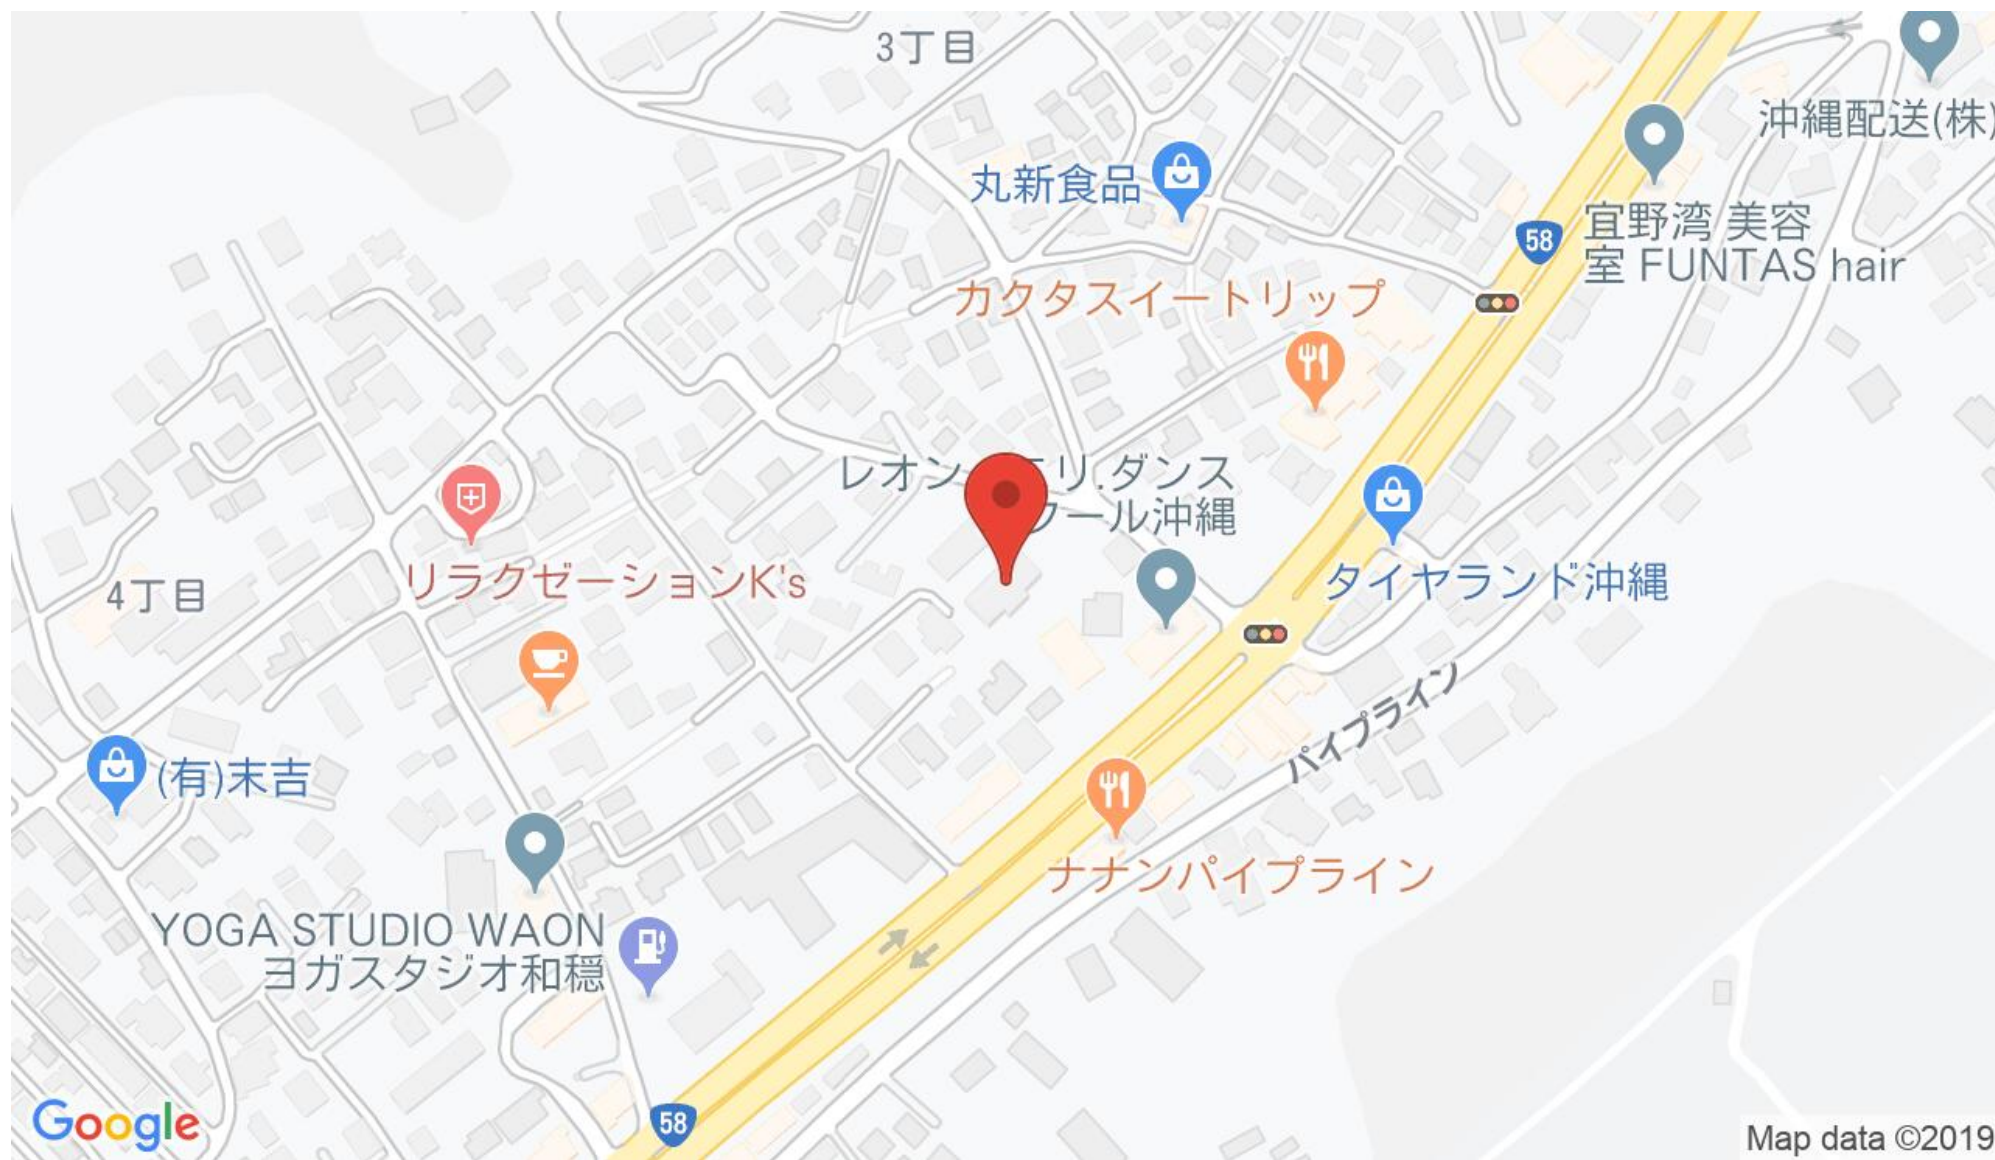 3丁目
沖縄配送(株)
丸新食品
58
宜野湾 美容
室 FUNTAS hair
カクタスイートリップ
レオン
リ.ダンス
ール沖縄
タイヤランド沖縄
リラクゼーションK's
4丁目
パイプライン
(有)末吉
ナナンパイプライン
YOGA STUDIO WAON
ヨガスタジオ和穏
58
Google
Map data ©2019